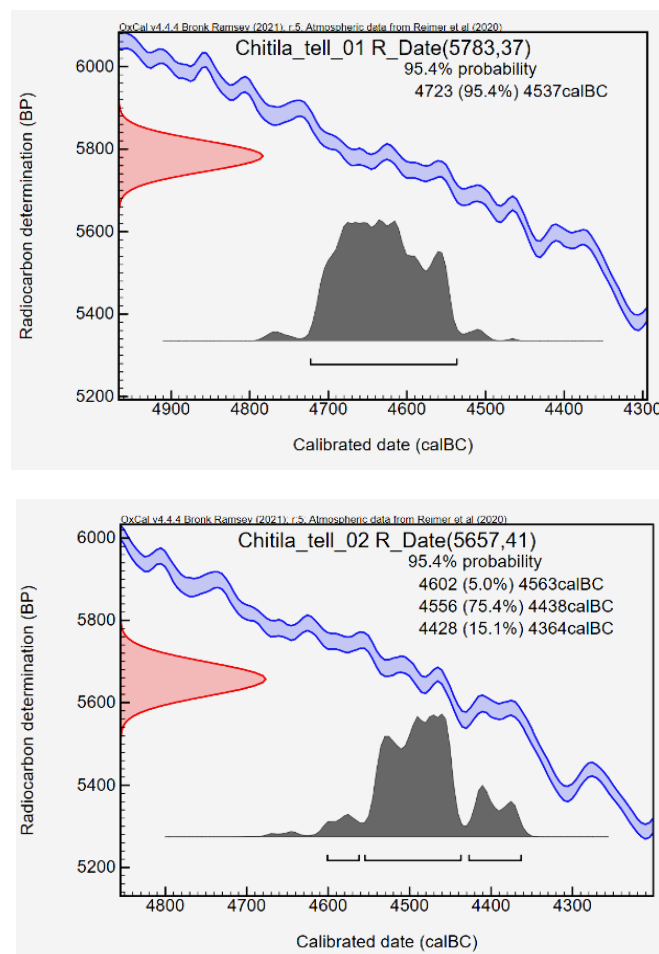 OxCal v4.4.4 Bronk Ramsey (2021); r:5; Atmospheric data from Reimer et al (2020)
Chitila_tell_01 R_Date(5783,37)
95.4% probability
4723 (95.4%) 4537calBC
Radiocarbon determination (BP)
6000
5800
5600
5400
5200
4900 4800 4700 4600 4500 4400 4300
Calibrated date (calBC)
OxCal v4.4.4 Bronk Ramsey (2021); r:5; Atmospheric data from Reimer et al (2020)
Chitila_tell_02 R_Date(5657,41)
95.4% probability
4602 (5.0%) 4563calBC
4556 (75.4%) 4438calBC
4428 (15.1%) 4364calBC
Radiocarbon determination (BP)
6000
5800
5600
5400
5200
4800 4700 4600 4500 4400 4300
Calibrated date (calBC)